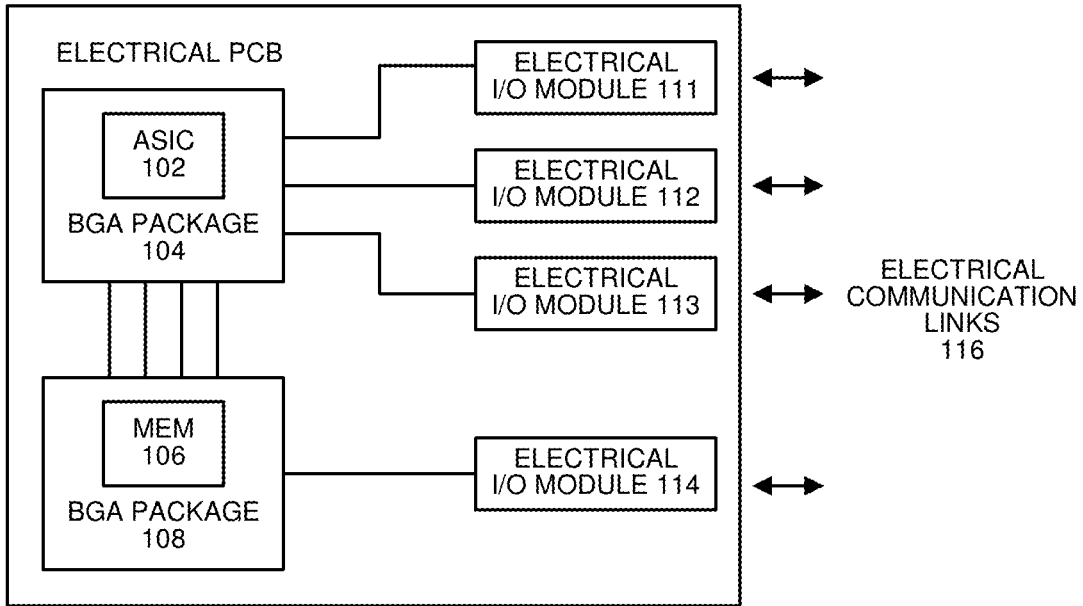 ELECTRICAL PCB
ASIC
102
BGA PACKAGE
104
MEM
106
BGA PACKAGE
108
ELECTRICAL
I/O MODULE 111
ELECTRICAL
I/O MODULE 112
ELECTRICAL
I/O MODULE 113
ELECTRICAL
I/O MODULE 114
ELECTRICAL
COMMUNICATION
LINKS
116